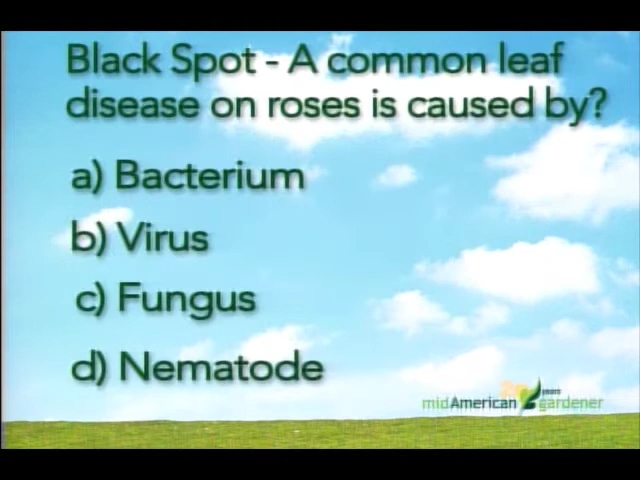 Black Spot - A common leaf
disease on roses is caused by?
a) Bacterium
b) Virus
c) Fungus
d) Nematode
midAmerican gardener